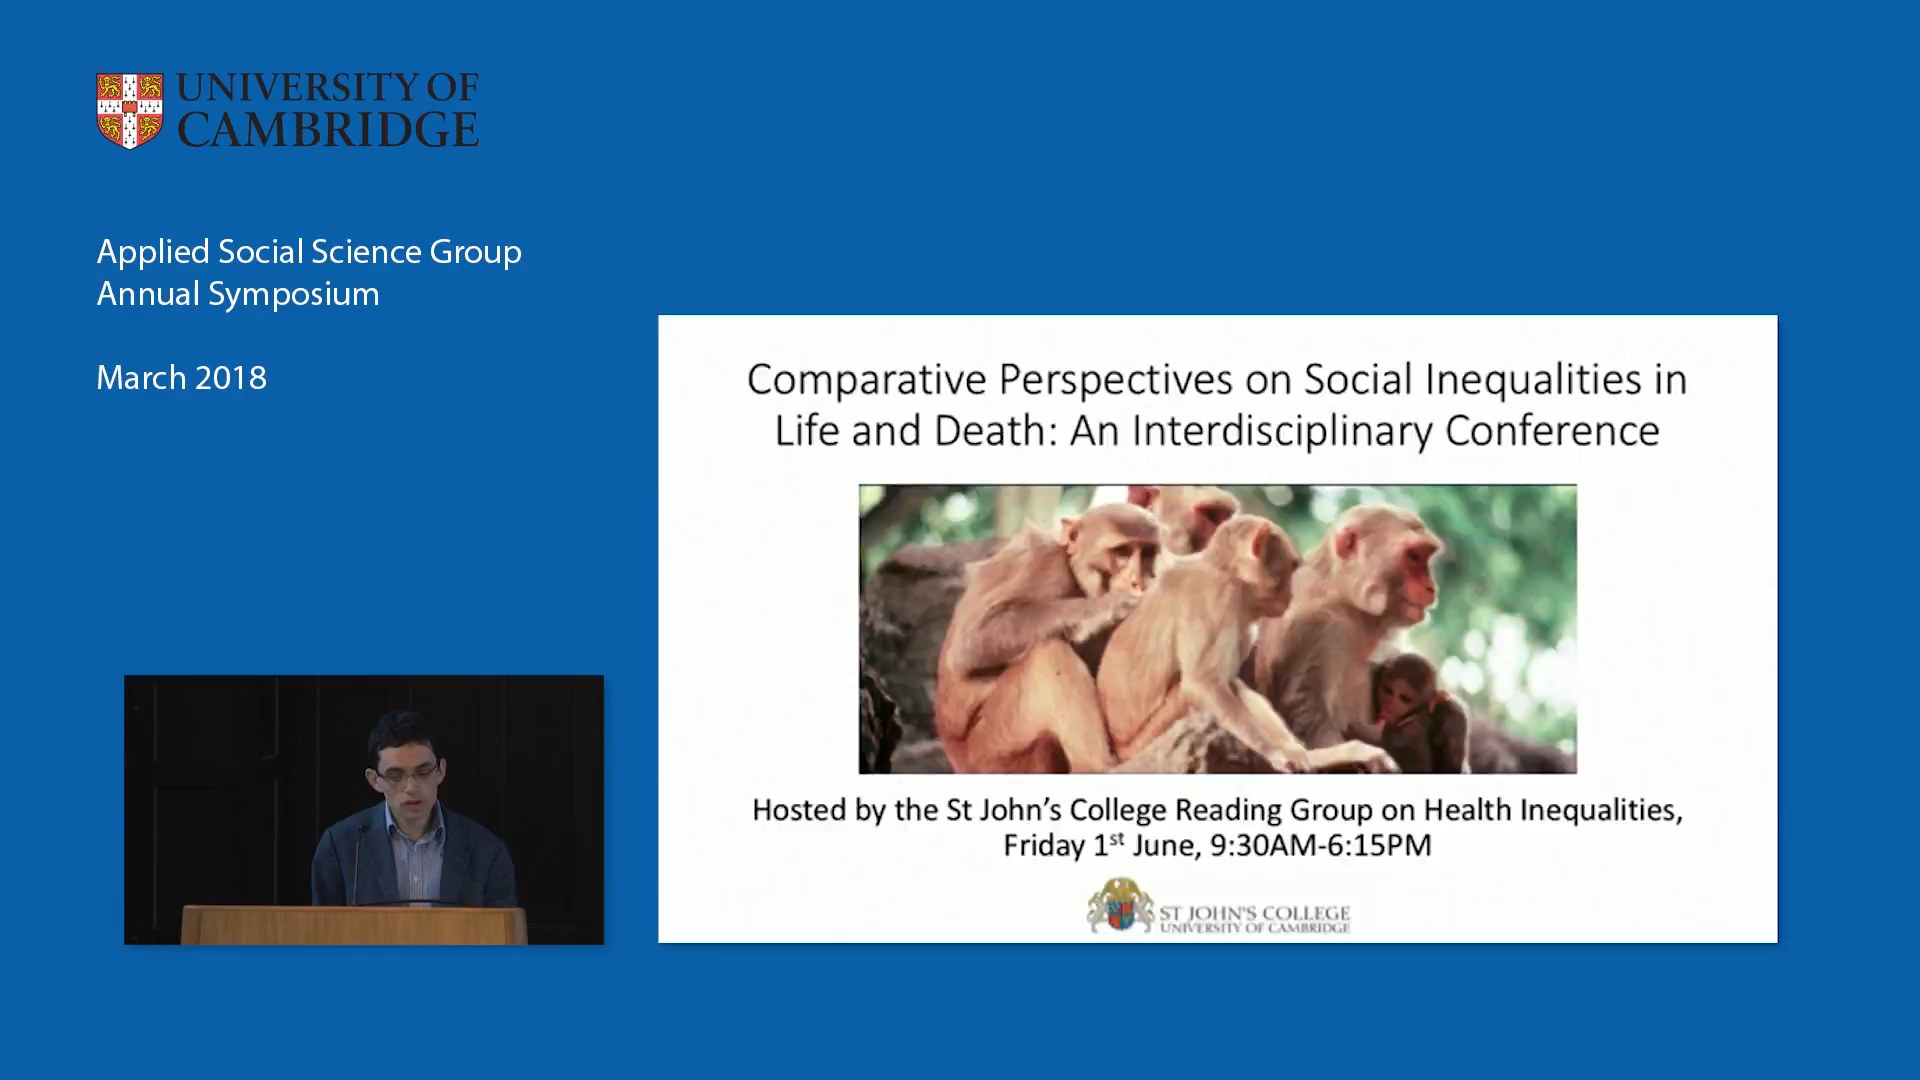 UNIVERSITY OF
CAMBRIDGE
Applied Social Science Group
Annual Symposium
March 2018
Comparative Perspectives on Social Inequalities in
Life and Death: An Interdisciplinary Conference
Hosted by the St John’s College Reading Group on Health Inequalities,
Friday 1st June, 9:30AM-6:15PM
ST JOHN'S COLLEGE
UNIVERSITY OF CAMBRIDGE